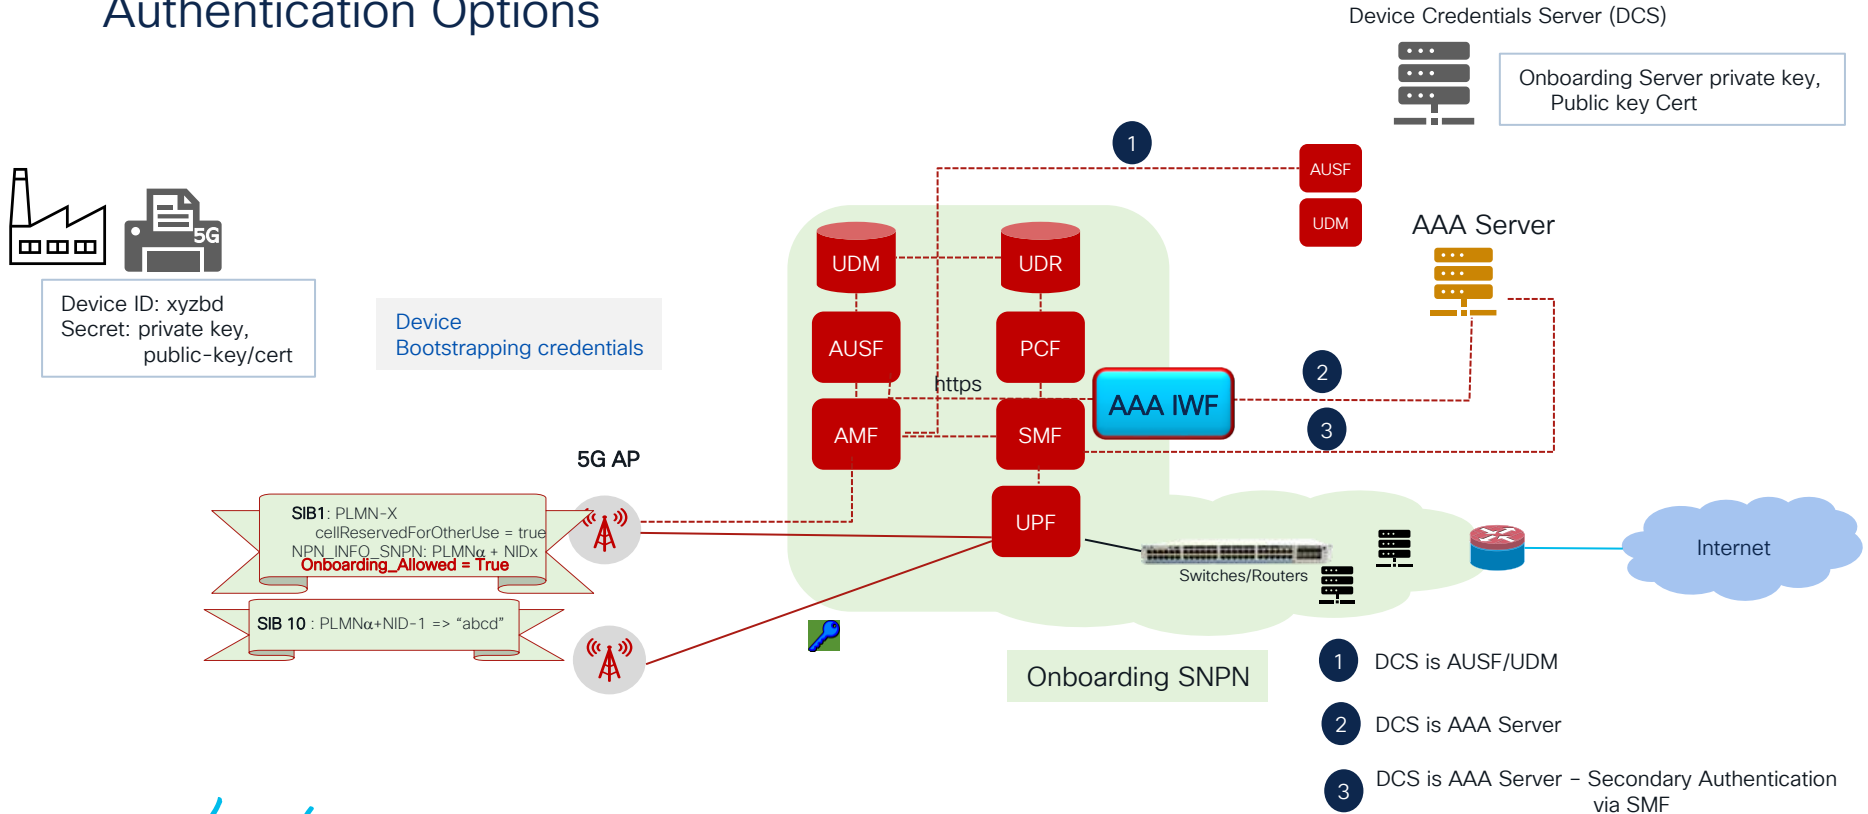 Authentication Options
Device Credentials Server (DCS)
Onboarding Server private key,
Public key Cert
1
AUSF
UDM
AAA Server
5G
Device ID: xyzbd
Secret: private key,
public-key/cert
Device
Bootstrapping credentials
UDM
UDR
AUSF
PCF
https
AAA IWF
2
3
AMF
SMF
5G AP
SIB1: PLMN-X
cellReservedForOtherUse = true
NPN_INFO_SNPN: PLMNα + NIDx
Onboarding_Allowed = True
UPF
Switches/Routers
Internet
SIB 10 : PLMNα+NID-1 => “abcd”
Onboarding SNPN
1 DCS is AUSF/UDM
2 DCS is AAA Server
3 DCS is AAA Server – Secondary Authentication
via SMF